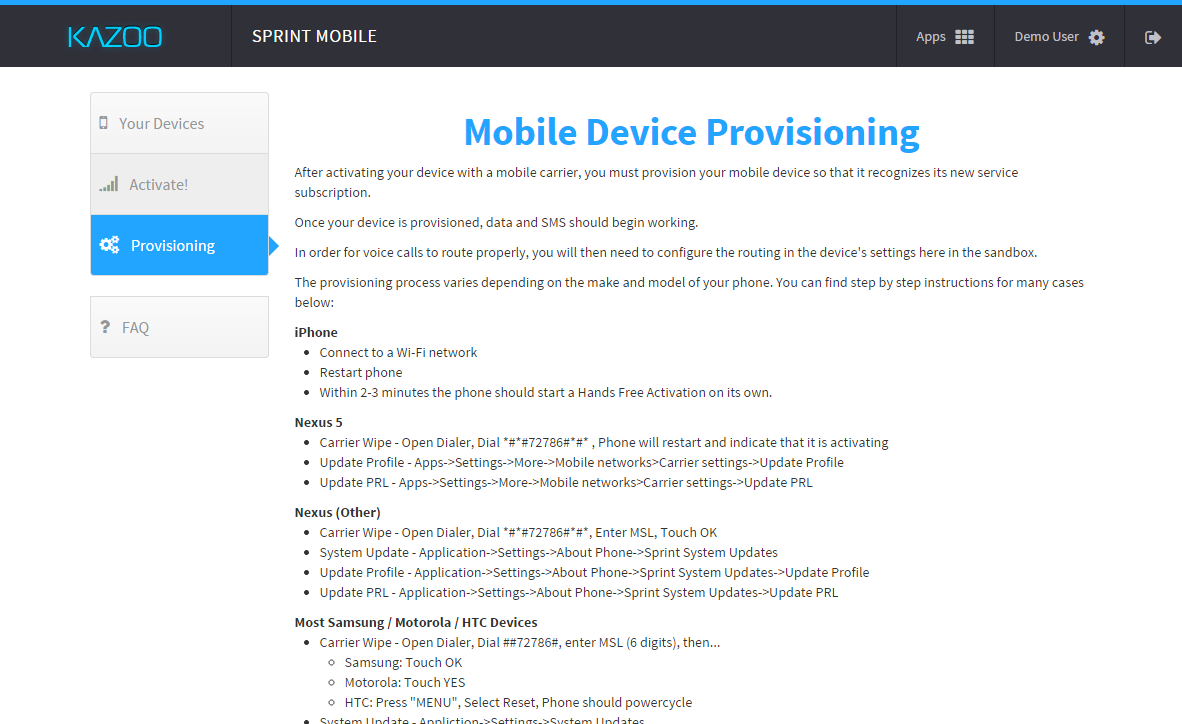 KAZOO
SPRINT MOBILE
Apps
Demo User
Your Devices
Activate!
Provisioning
? FAQ
Mobile Device Provisioning
After activating your device with a mobile carrier, you must provision your mobile device so that it recognizes its new service
subscription.
Once your device is provisioned, data and SMS should begin working.
In order for voice calls to route properly, you will then need to configure the routing in the device's settings here in the sandbox.
The provisioning process varies depending on the make and model of your phone. You can find step by step instructions for many cases
below:
iPhone
Connect to a Wi-Fi network
Restart phone
Within 2-3 minutes the phone should start a Hands Free Activation on its own.
Nexus 5
Carrier Wipe - Open Dialer, Dial *#*#72786#*#* , Phone will restart and indicate that it is activating
Update Profile - Apps->Settings->More->Mobile networks>Carrier settings->Update Profile
Update PRL - Apps->Settings->More->Mobile networks>Carrier settings->Update PRL
Nexus (Other)
Carrier Wipe - Open Dialer, Dial *#*#72786#*#*, Enter MSL, Touch OK
System Update - Application->Settings->About Phone->Sprint System Updates
Update Profile - Application->Settings->About Phone->Sprint System Updates->Update Profile
Update PRL - Application->Settings->About Phone->Sprint System Updates->Update PRL
Most Samsung / Motorola / HTC Devices
Carrier Wipe - Open Dialer, Dial ##72786#, enter MSL (6 digits), then...
Samsung: Touch OK
Motorola: Touch YES
HTC: Press "MENU", Select Reset, Phone should powercycle
System Update - Appliction->Settings->System Updates